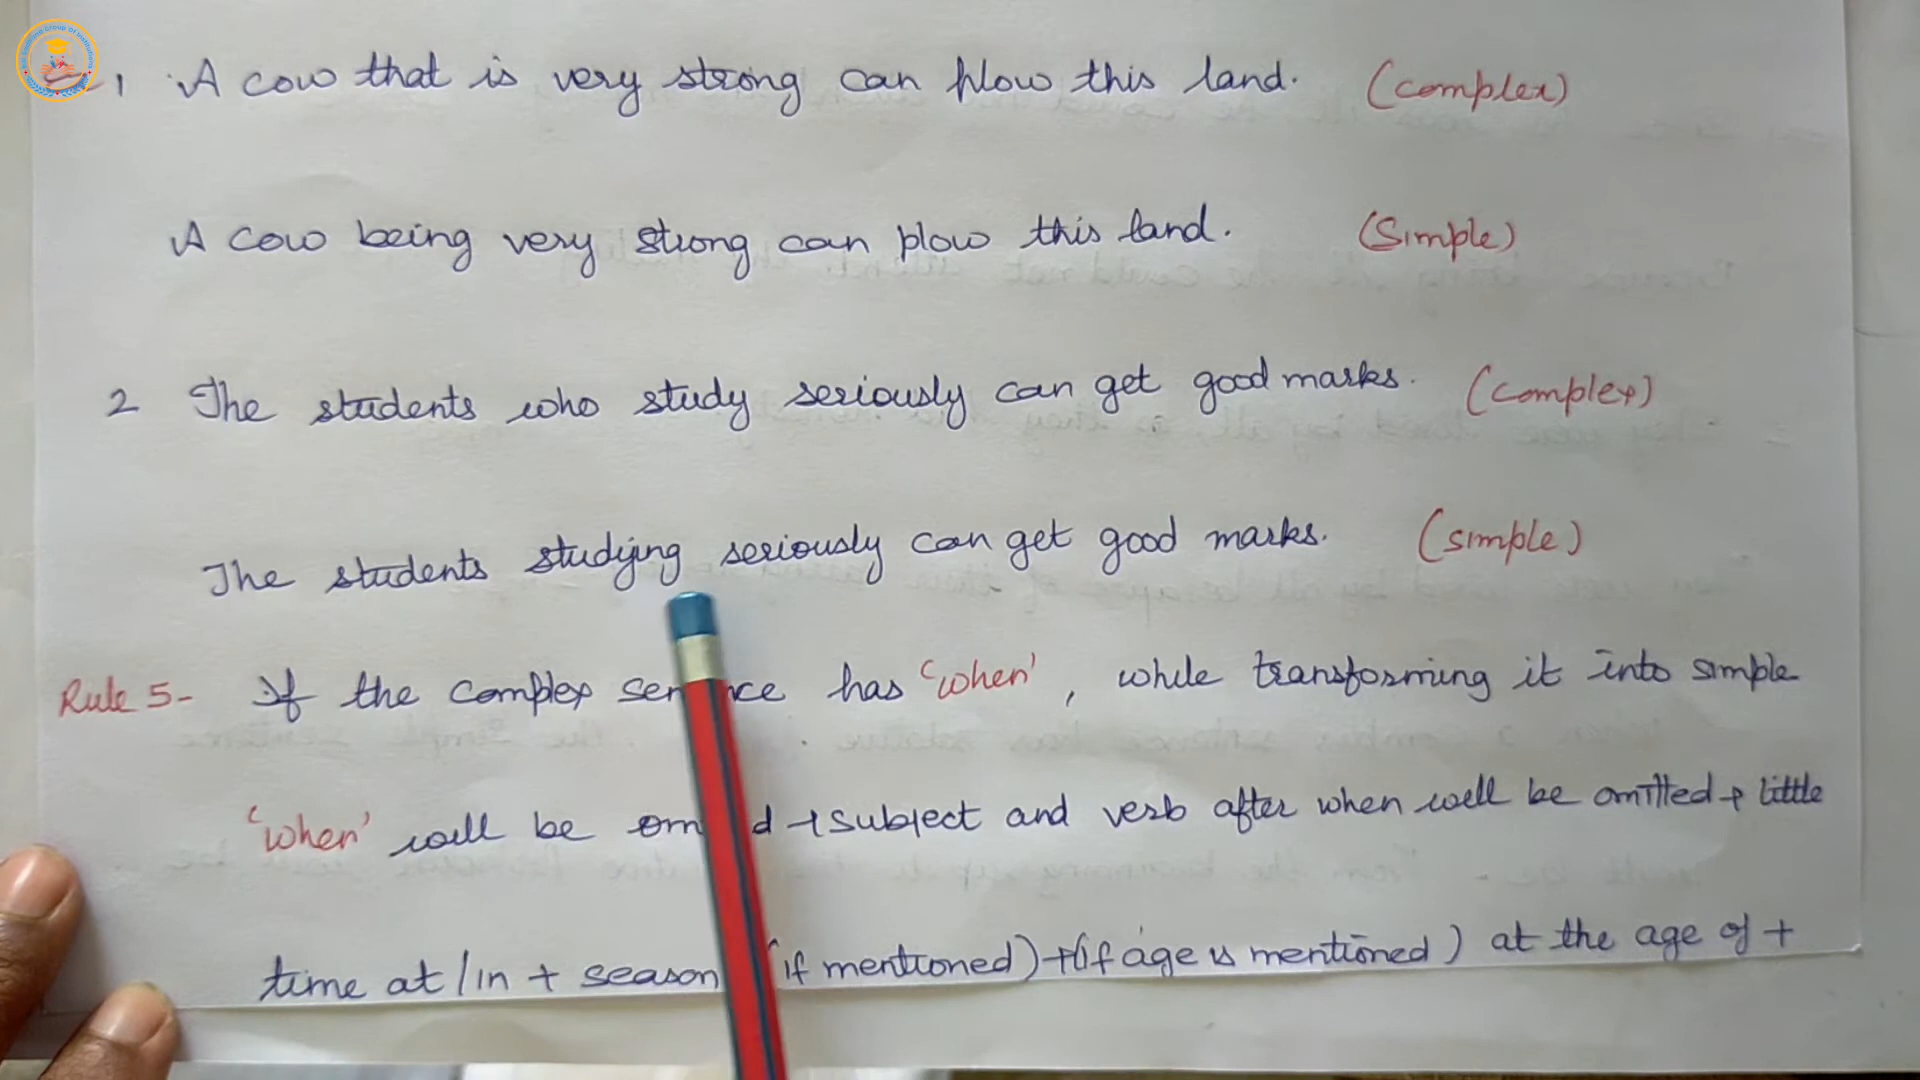 1 A cow that is very strong can plow this land. (complex)
A cow being very strong can plow this land. (Simple)
2 The students who study seriously can get good marks. (complex)
The students studying seriously can get good marks. (simple)
Rule 5- If the complex has 'when', while transforming it into simple
'when' will be + subject and verb after when will be omitted + little
time at/in + season (if mentioned) + (if age is mentioned) at the age of +